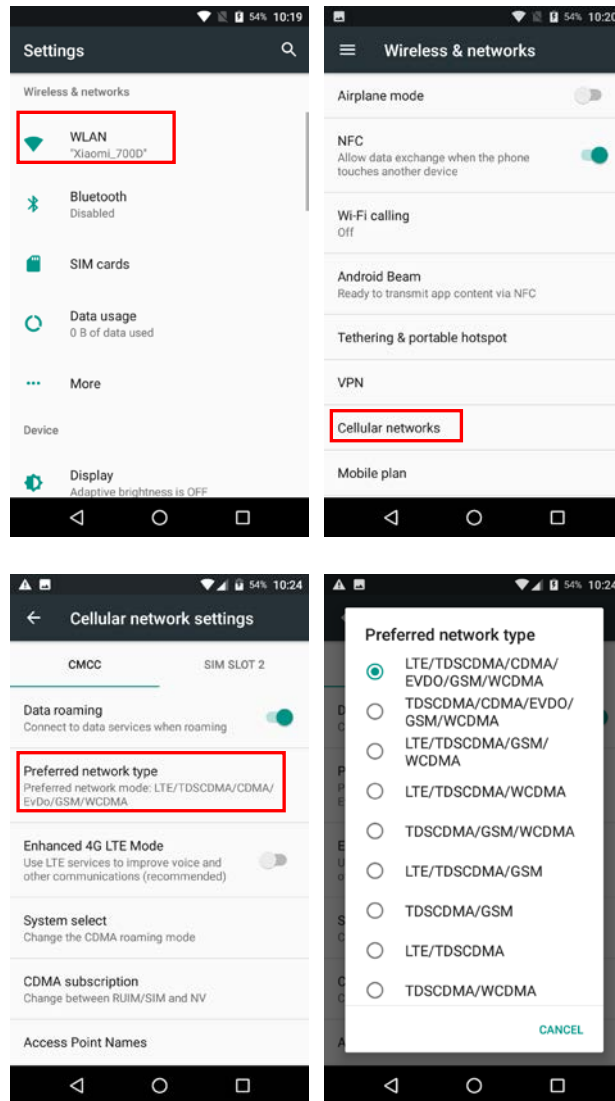 54% 10:19
Settings
Wireless & networks
WLAN
"Xiaomi_700D"
Bluetooth
Disabled
SIM cards
Data usage
0 B of data used
More
Device
Display
Adaptive brightness is OFF
54% 10:20
Wireless & networks
Airplane mode
NFC
Allow data exchange when the phone
touches another device
Wi-Fi calling
Off
Android Beam
Ready to transmit app content via NFC
Tethering & portable hotspot
VPN
Cellular networks
Mobile plan
54% 10:24
Cellular network settings
CMCC SIM SLOT 2
Data roaming
Connect to data services when roaming
Preferred network type
Preferred network mode: LTE/TDSCDMA/CDMA/
EvDo/GSM/WCDMA
Enhanced 4G LTE Mode
Use LTE services to improve voice and
other communications (recommended)
System select
Change the CDMA roaming mode
CDMA subscription
Change between RUIM/SIM and NV
Access Point Names
54% 10:24
Preferred network type
LTE/TDSCDMA/CDMA/
EVDO/GSM/WCDMA
TDSCDMA/CDMA/EVDO/
GSM/WCDMA
LTE/TDSCDMA/GSM/
WCDMA
LTE/TDSCDMA/WCDMA
TDSCDMA/GSM/WCDMA
LTE/TDSCDMA/GSM
TDSCDMA/GSM
LTE/TDSCDMA
TDSCDMA/WCDMA
CANCEL